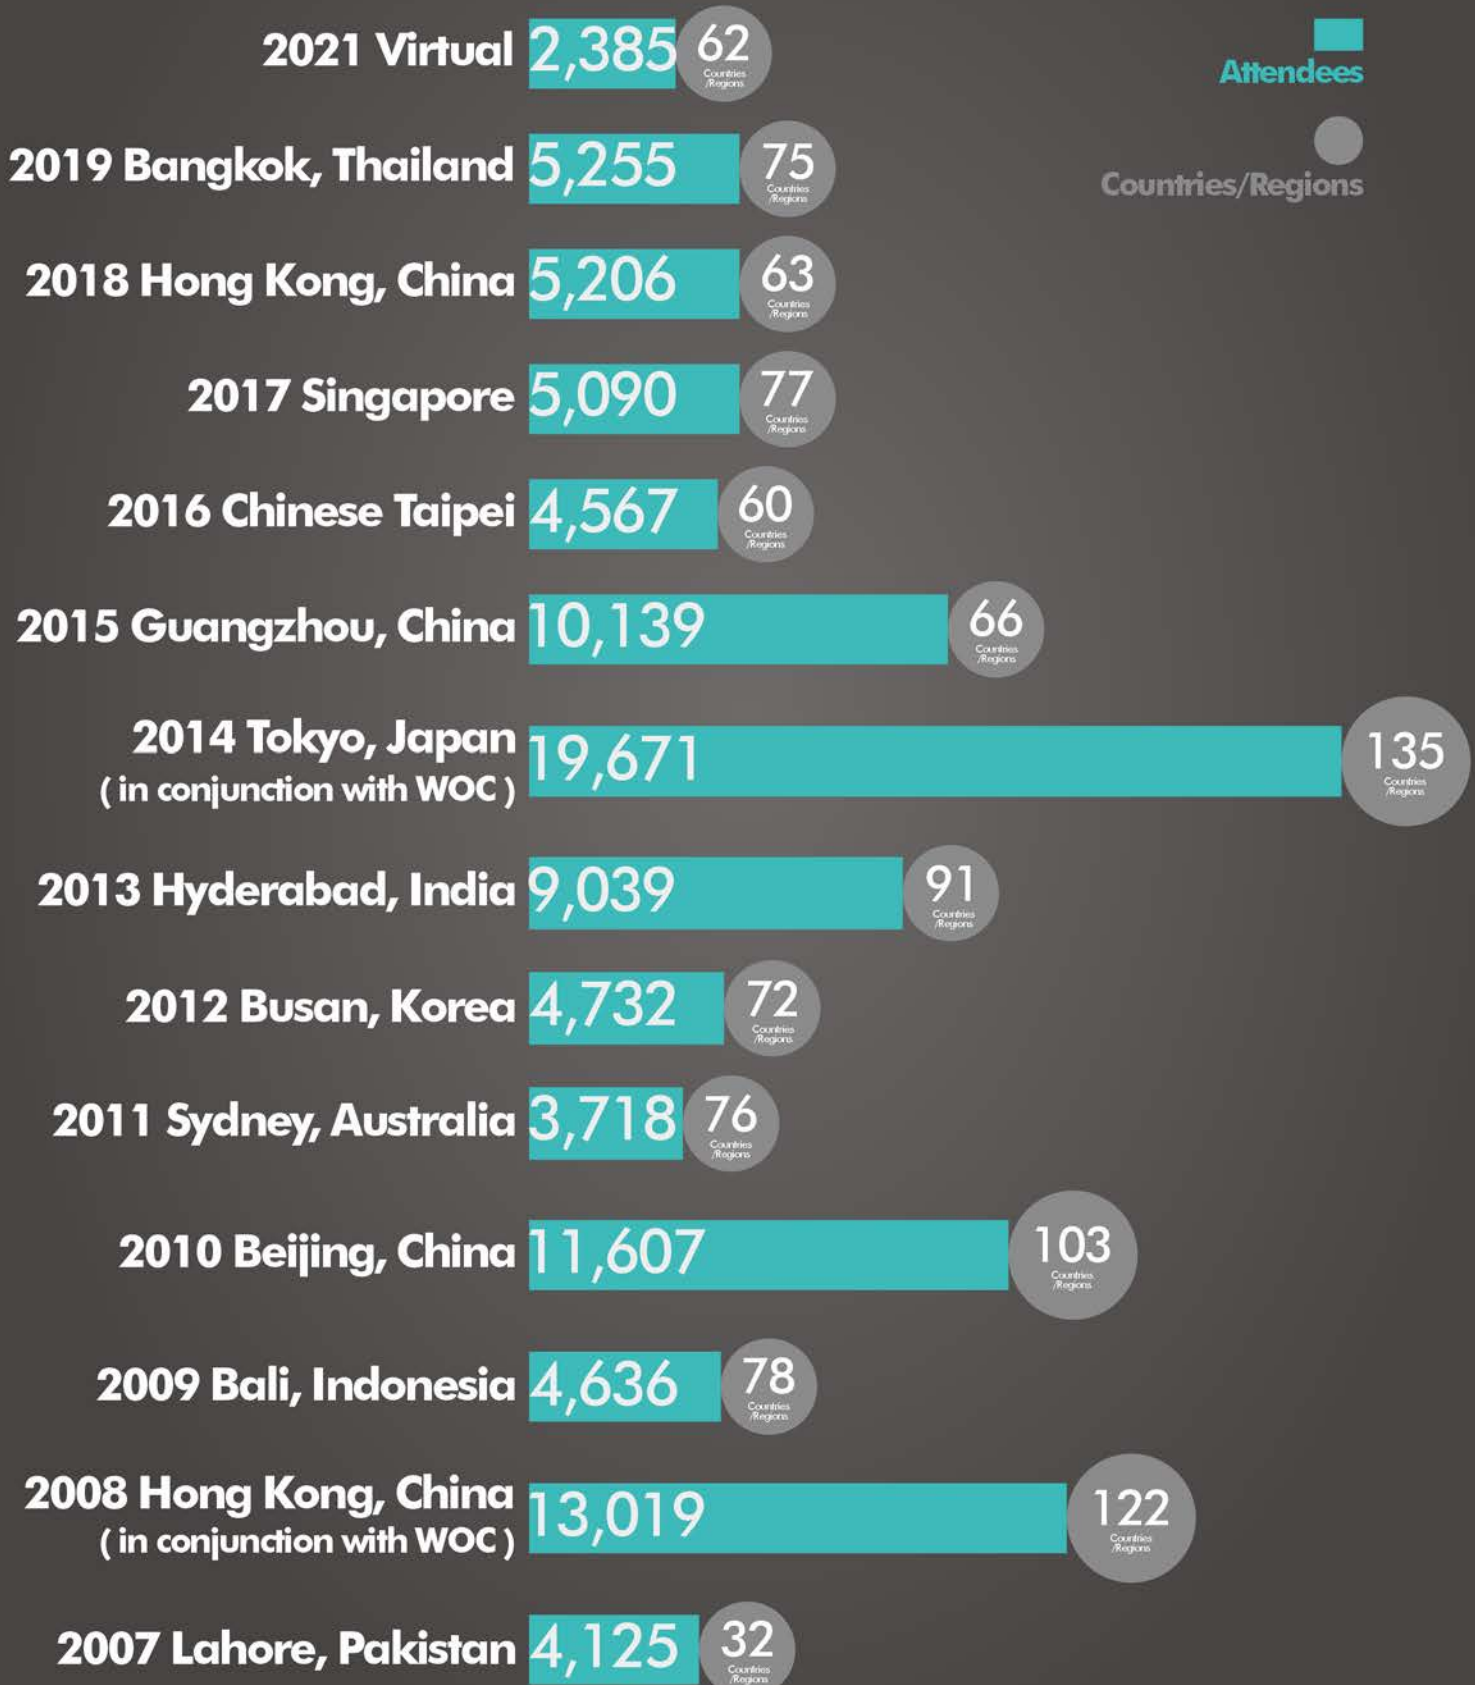 2021 Virtual 2,385 62
Countries
/Regions
Attendees
2019 Bangkok, Thailand 5,255 75
Countries
/Regions
Countries/Regions
2018 Hong Kong, China 5,206 63
Countries
/Regions
2017 Singapore 5,090 77
Countries
/Regions
2016 Chinese Taipei 4,567 60
Countries
/Regions
2015 Guangzhou, China 10,139 66
Countries
/Regions
2014 Tokyo, Japan
( in conjunction with WOC )
19,671 135
Countries
/Regions
2013 Hyderabad, India 9,039 91
Countries
/Regions
2012 Busan, Korea 4,732 72
Countries
/Regions
2011 Sydney, Australia 3,718 76
Countries
/Regions
2010 Beijing, China 11,607 103
Countries
/Regions
2009 Bali, Indonesia 4,636 78
Countries
/Regions
2008 Hong Kong, China
( in conjunction with WOC )
13,019 122
Countries
/Regions
2007 Lahore, Pakistan 4,125 32
Countries
/Regions